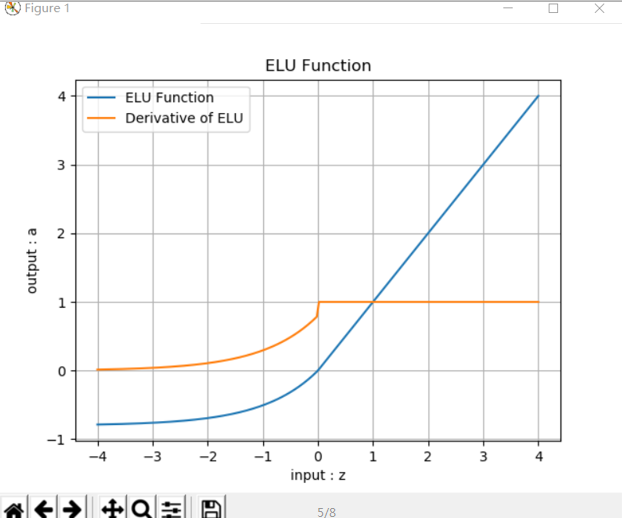 Figure 1
ELU Function
ELU Function
Derivative of ELU
4
3
2
1
0
−1
output : a
−4 −3 −2 −1 0 1 2 3 4
input : z
5/8